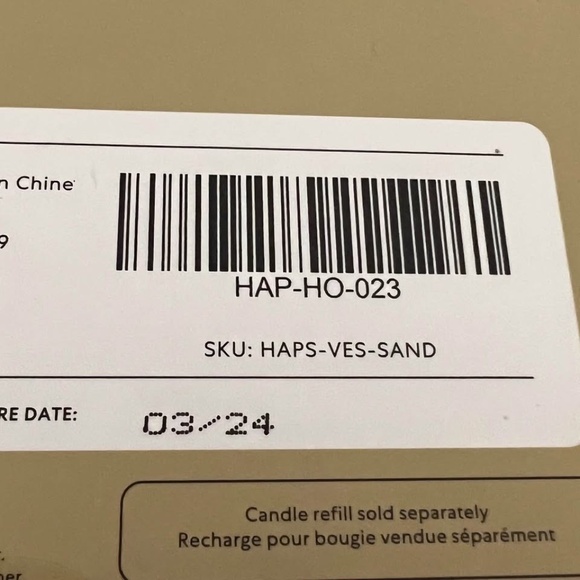 n Chine
9
HAP-HO-023
SKU: HAPS-VES-SAND
RE DATE:
03/24
Candle refill sold separately
Recharge pour bougie vendue séparément